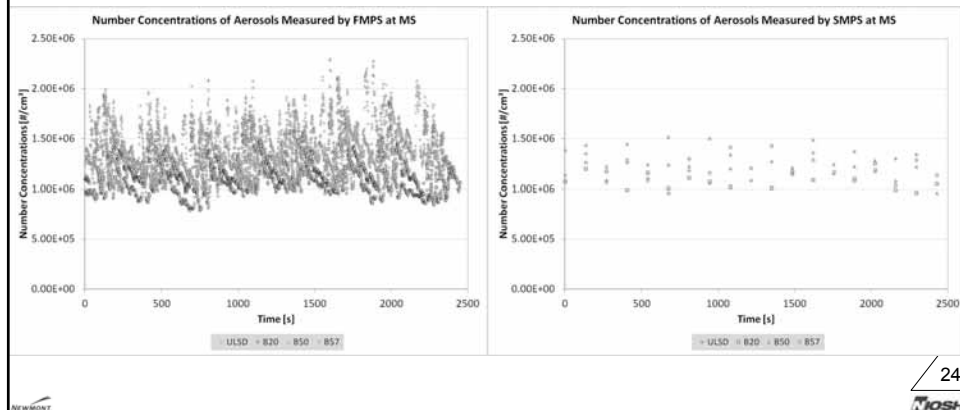 Number Concentrations of Aerosols Measured by FMPS at MS
Number Concentrations [#/cm³]
2.50E+06
2.00E+06
1.50E+06
1.00E+06
5.00E+05
0.00E+00
0 500 1000 1500 2000 2500
Time [s]
ULSD B20 B50 B57
Number Concentrations of Aerosols Measured by SMPS at MS
Number Concentrations [#/cm³]
2.50E+06
2.00E+06
1.50E+06
1.00E+06
5.00E+05
0.00E+00
0 500 1000 1500 2000 2500
Time [s]
ULSD B20 B50 B57
24
NEWMONT
NIOSH